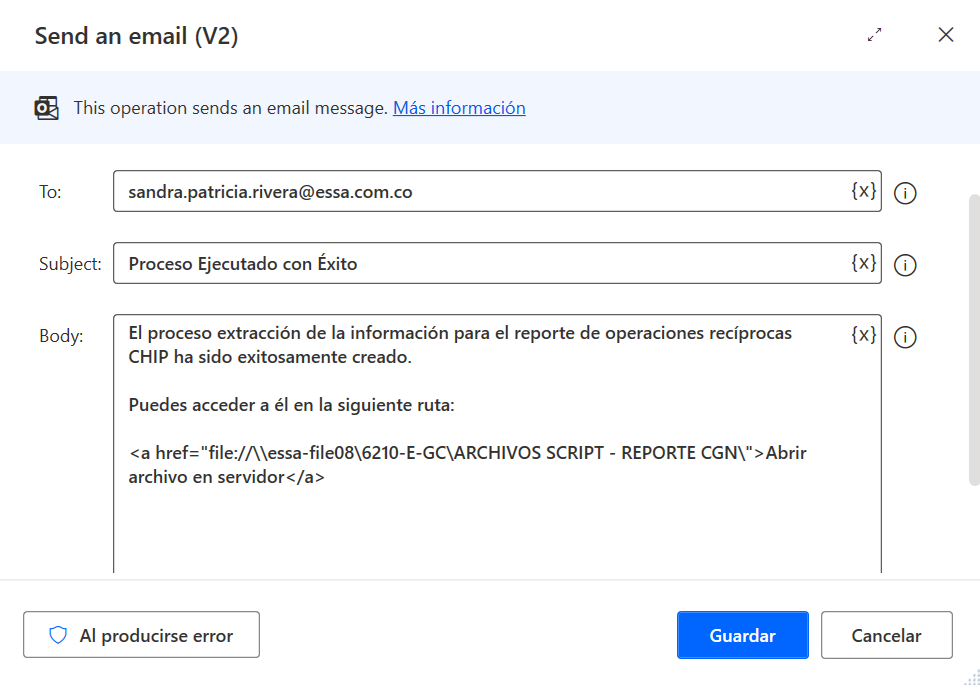 Send an email (V2)
This operation sends an email message. Más información
To:
sandra.patricia.rivera@essa.com.co
{x}
Subject:
Proceso Ejecutado con Éxito
{x}
Body:
El proceso extracción de la información para el reporte de operaciones recíprocas
CHIP ha sido exitosamente creado.
{x}
Puedes acceder a él en la siguiente ruta:
<a href="file://\\essa-file08\6210-E-GC\ARCHIVOS SCRIPT - REPORTE CGN\">Abrir
archivo en servidor</a>
Al producirse error
Guardar
Cancelar